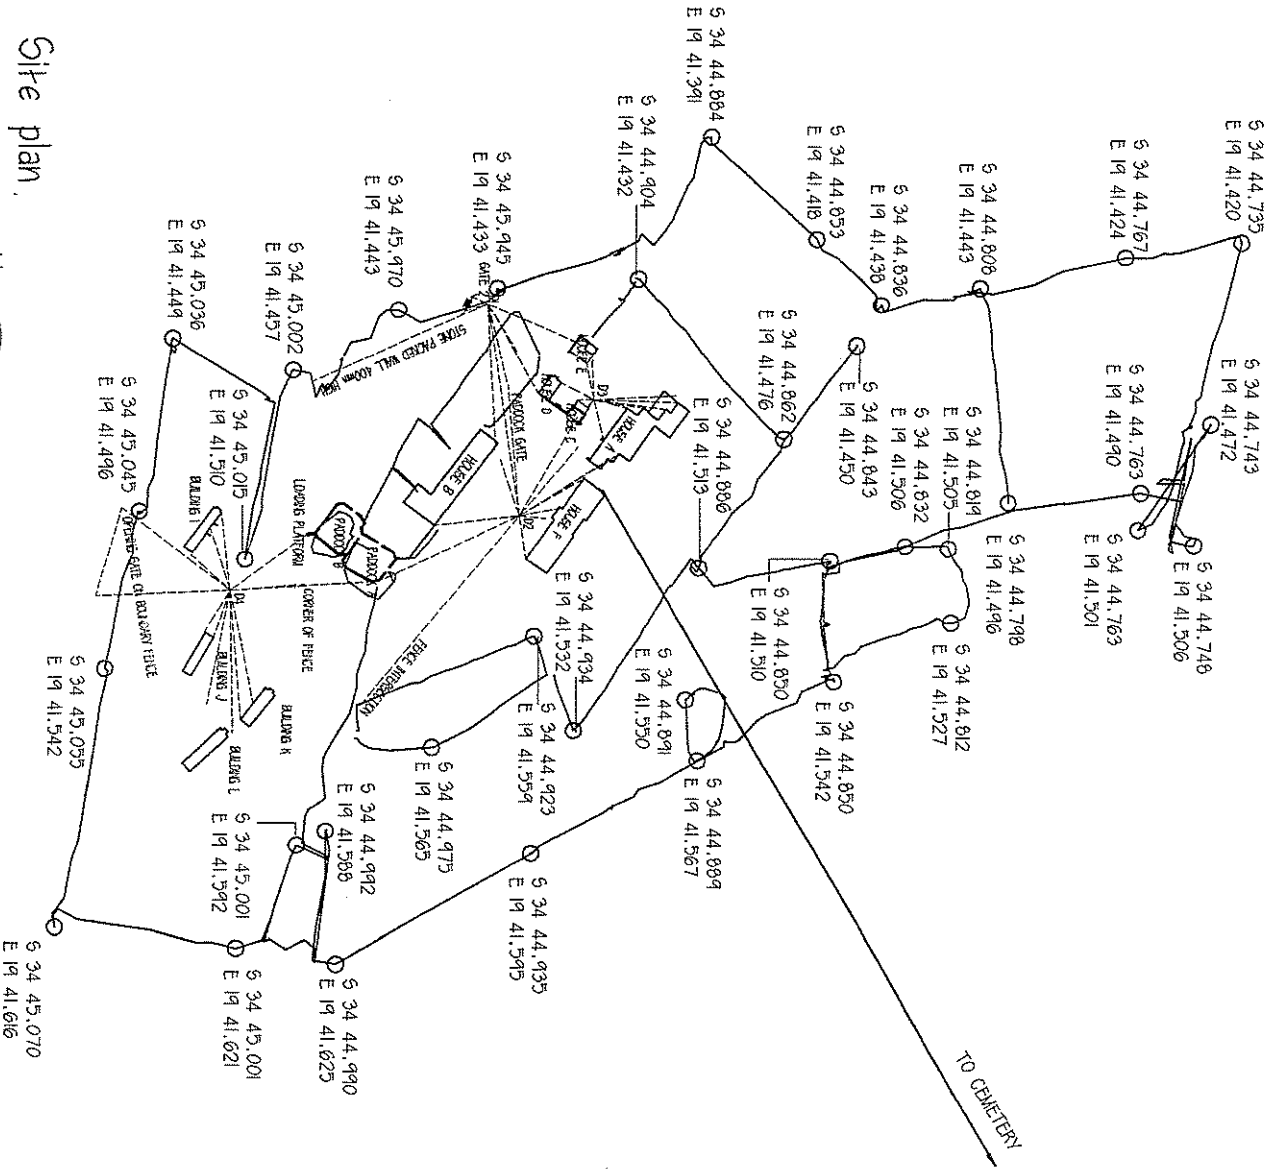 Site plan.
S 34 44.735
E 19 41.420
S 34 44.767
E 19 41.424
S 34 44.743
E 19 41.472
S 34 44.763
E 19 41.490
S 34 44.748
E 19 41.506
S 34 44.763
E 19 41.501
S 34 44.808
E 19 41.443
S 34 44.836
E 19 41.438
S 34 44.853
E 19 41.418
S 34 44.884
E 19 41.391
S 34 44.904
E 19 41.432
S 34 44.862
E 19 41.476
S 34 44.843
E 19 41.450
S 34 44.832
E 19 41.506
S 34 44.819
E 19 41.505
S 34 44.798
E 19 41.496
S 34 44.812
E 19 41.527
S 34 44.850
E 19 41.510
S 34 44.850
E 19 41.542
S 34 44.886
E 19 41.513
S 34 44.891
E 19 41.550
S 34 44.889
E 19 41.567
S 34 44.934
E 19 41.532
S 34 44.923
E 19 41.559
S 34 44.935
E 19 41.595
S 34 44.975
E 19 41.565
S 34 44.992
E 19 41.588
S 34 44.990
E 19 41.625
S 34 45.001
E 19 41.592
S 34 45.001
E 19 41.621
S 34 45.070
E 19 41.616
S 34 45.055
E 19 41.542
S 34 45.045
E 19 41.496
S 34 45.015
E 19 41.510
S 34 45.036
E 19 41.449
S 34 45.002
E 19 41.457
S 34 45.970
E 19 41.443
S 34 45.945
E 19 41.433
GATE 2
STONE PACKED WALL 400mm HIGH
PADDOCK GATE
HOUSE A
HOUSE B
HOUSE C
HOUSE D
HOUSE E
HOUSE F
D1
D2
D3
PADDOCK
PADDOCK B
LOADING PLATFORM
CORNER OF FENCE
FENCE INTERSECTION
OPENING GATE ON BOUNDARY FENCE
BUILDING I
BUILDING J
BUILDING K
BUILDING L
TO CEMETERY